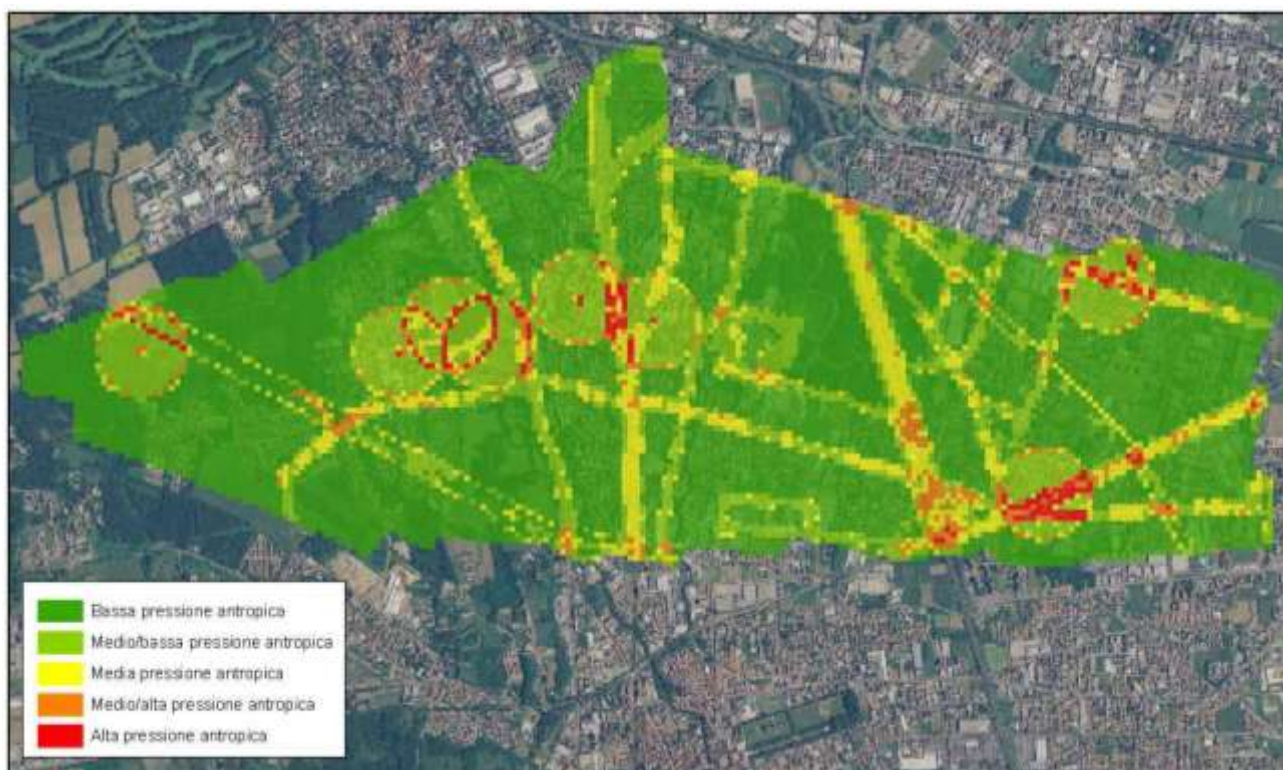 Bassa pressione antropica
Medio/bassa pressione antropica
Media pressione antropica
Medio/alta pressione antropica
Alta pressione antropica